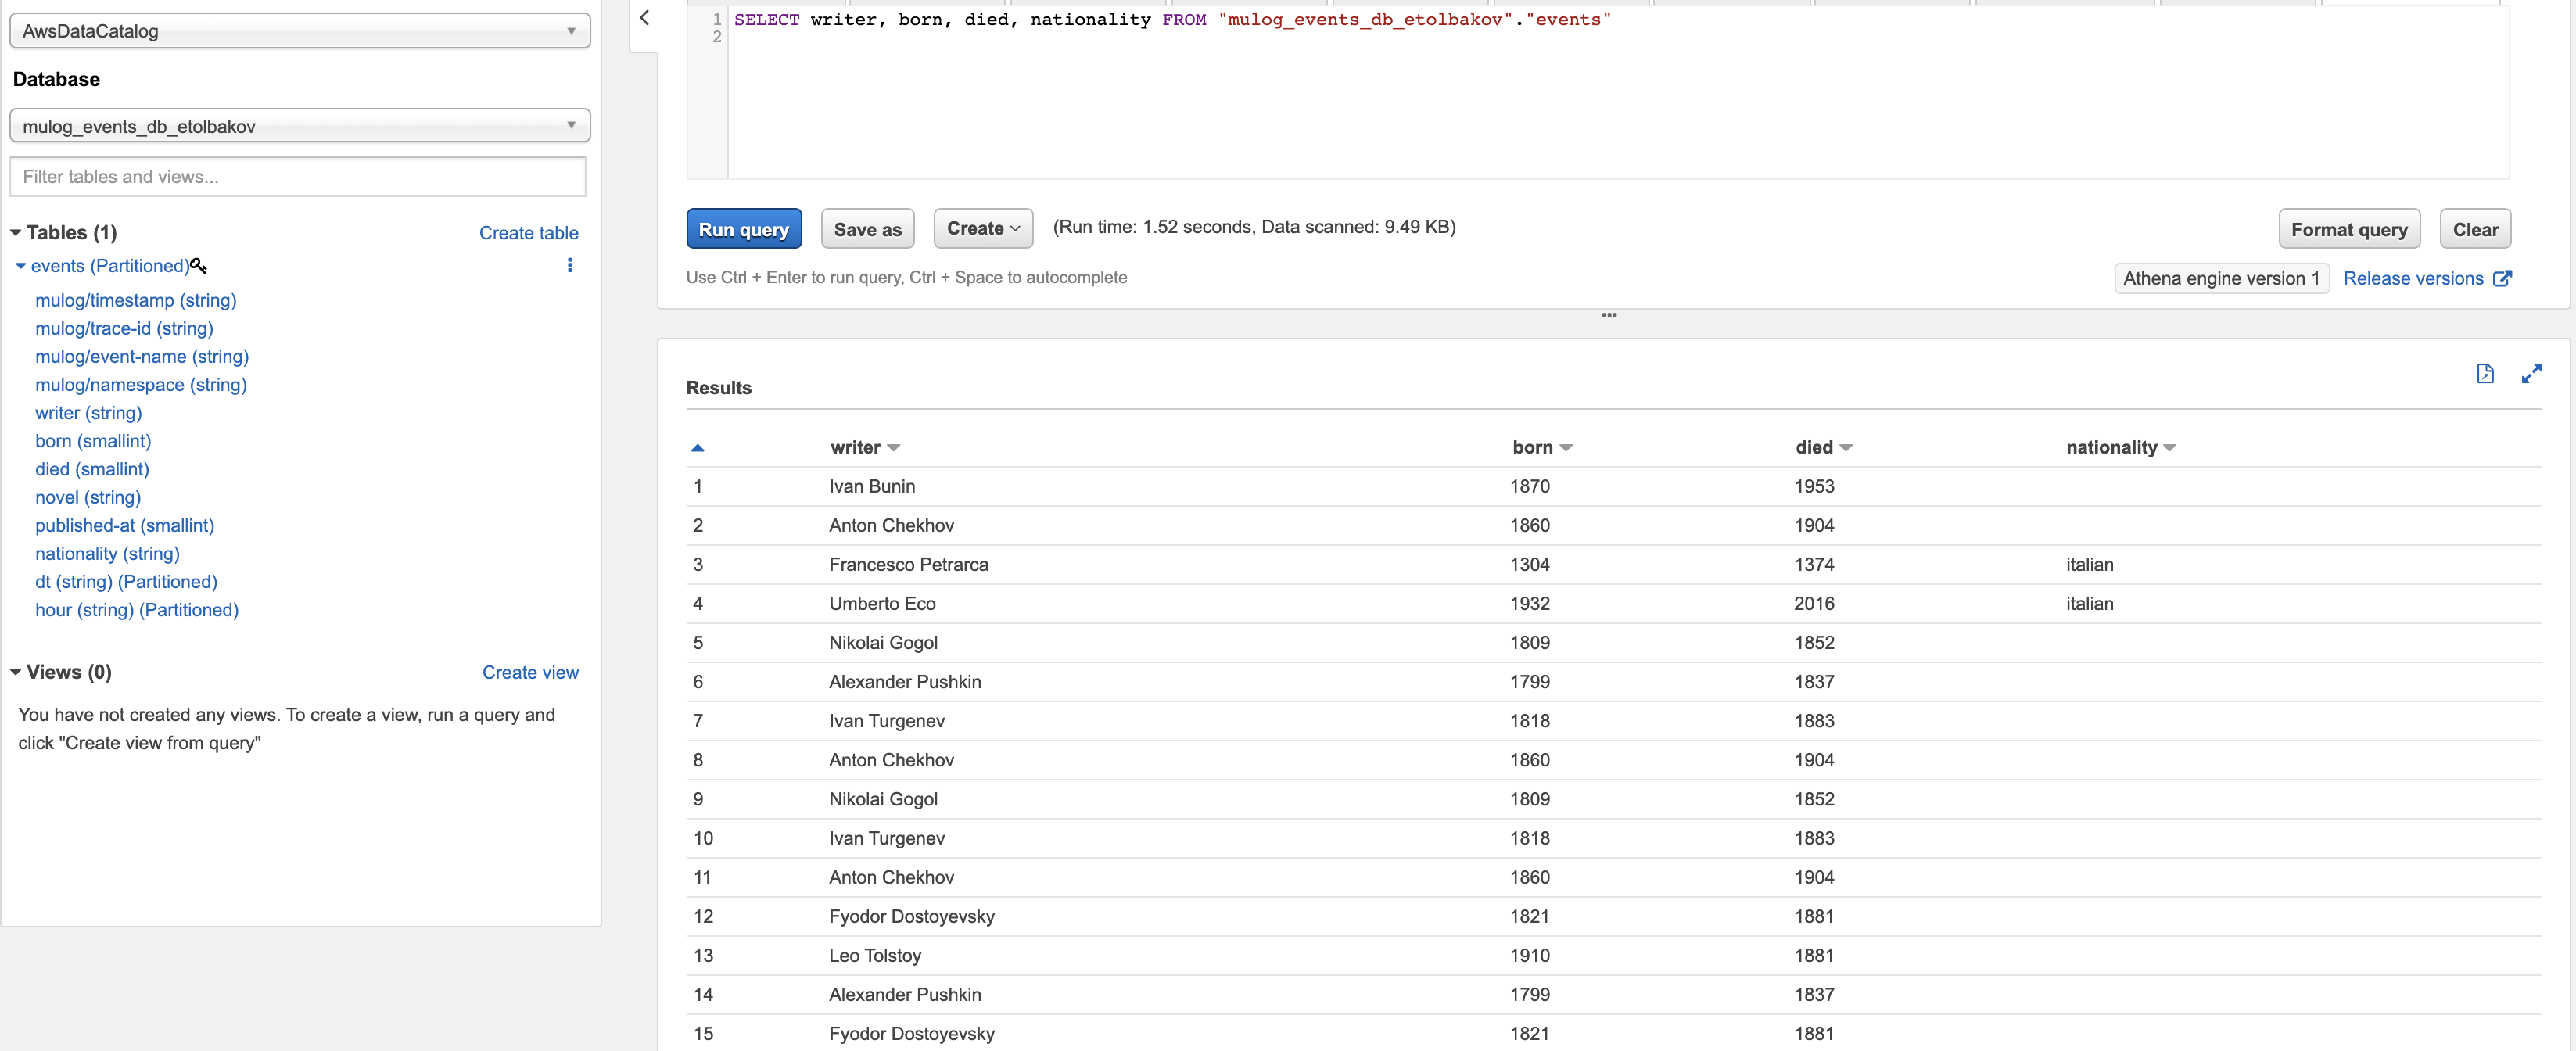 AwsDataCatalog
Database
mulog_events_db_etolbakov
Filter tables and views...
Tables (1) Create table
events (Partitioned)
mulog/timestamp (string)
mulog/trace-id (string)
mulog/event-name (string)
mulog/namespace (string)
writer (string)
born (smallint)
died (smallint)
novel (string)
published-at (smallint)
nationality (string)
dt (string) (Partitioned)
hour (string) (Partitioned)
Views (0) Create view
You have not created any views. To create a view, run a query and
click "Create view from query"
1 SELECT writer, born, died, nationality FROM "mulog_events_db_etolbakov"."events"
2
Run query Save as Create (Run time: 1.52 seconds, Data scanned: 9.49 KB) Format query Clear
Use Ctrl + Enter to run query, Ctrl + Space to autocomplete Athena engine version 1 Release versions
Results
writer born died nationality
1 Ivan Bunin 1870 1953
2 Anton Chekhov 1860 1904
3 Francesco Petrarca 1304 1374 italian
4 Umberto Eco 1932 2016 italian
5 Nikolai Gogol 1809 1852
6 Alexander Pushkin 1799 1837
7 Ivan Turgenev 1818 1883
8 Anton Chekhov 1860 1904
9 Nikolai Gogol 1809 1852
10 Ivan Turgenev 1818 1883
11 Anton Chekhov 1860 1904
12 Fyodor Dostoyevsky 1821 1881
13 Leo Tolstoy 1910 1881
14 Alexander Pushkin 1799 1837
15 Fyodor Dostoyevsky 1821 1881